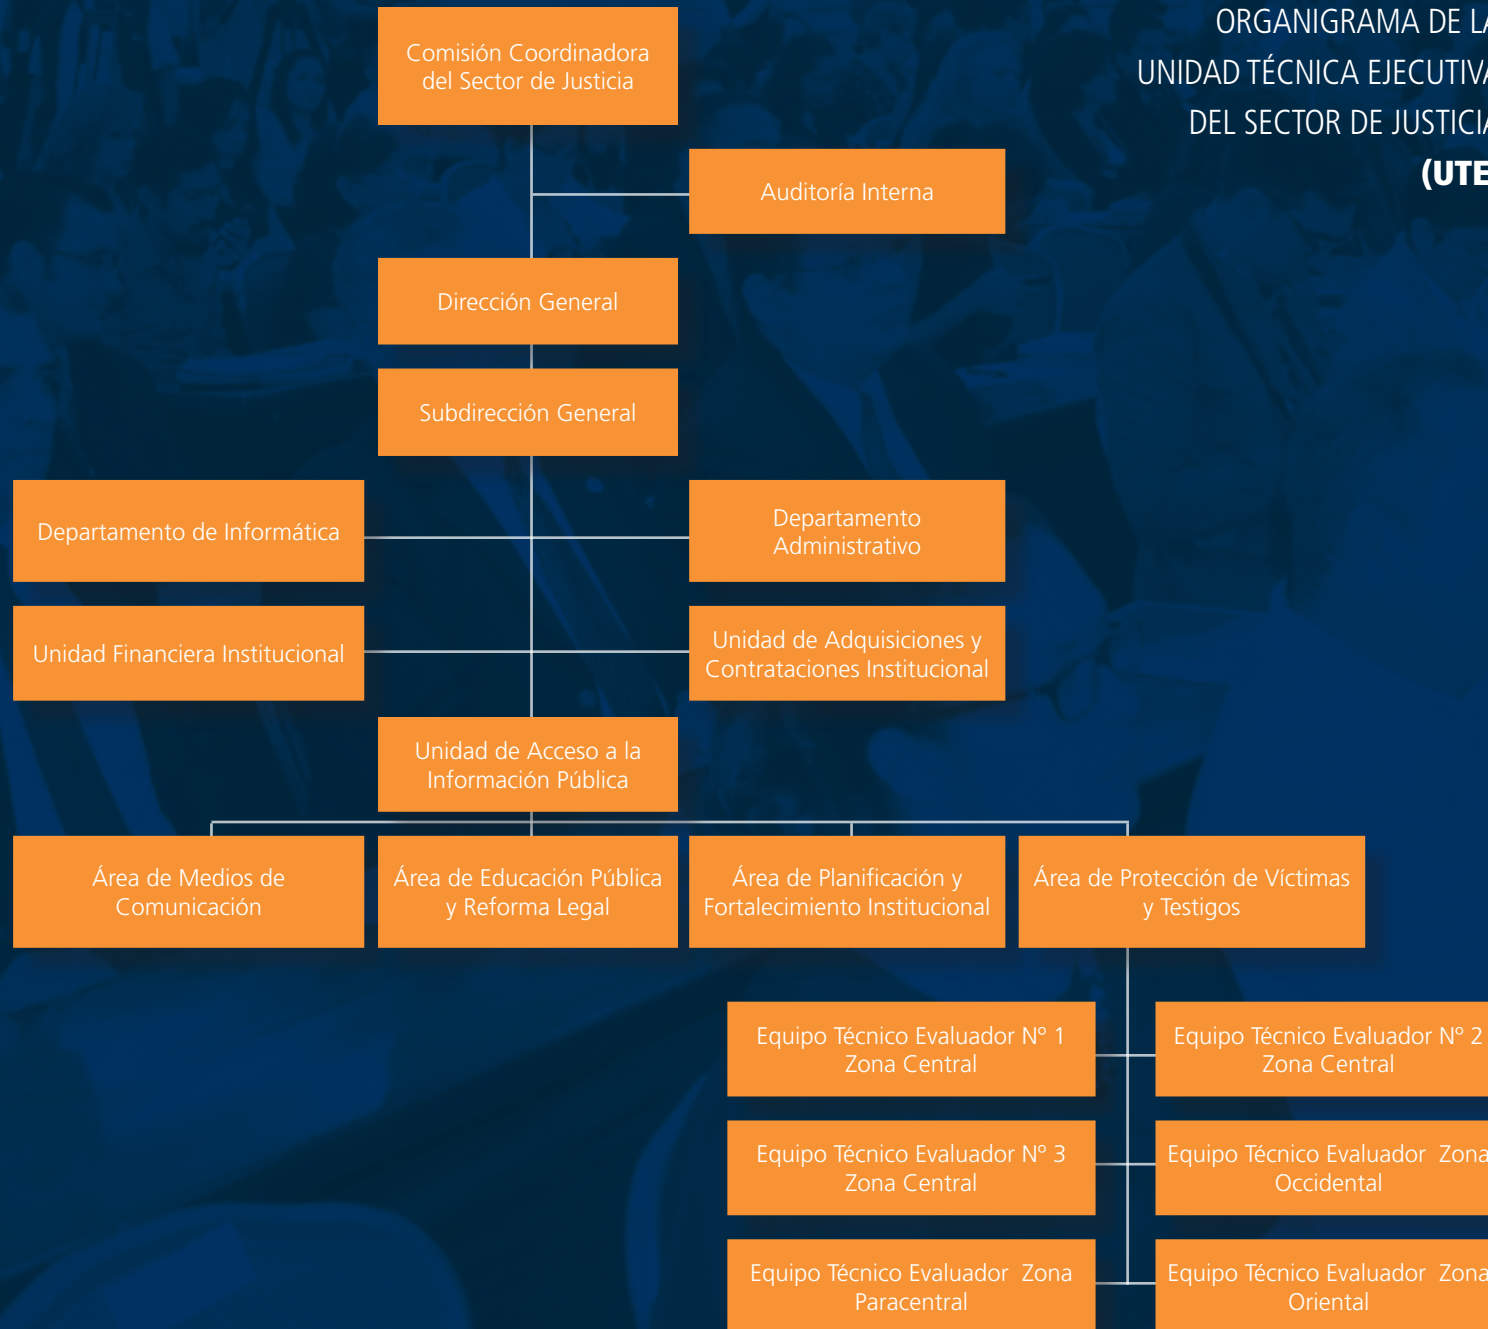 ORGANIGRAMA DE LA
UNIDAD TÉCNICA EJECUTIVA
DEL SECTOR DE JUSTICIA
(UTE
Comisión Coordinadora
del Sector de Justicia
Auditoría Interna
Dirección General
Subdirección General
Departamento de Informática
Departamento
Administrativo
Unidad Financiera Institucional
Unidad de Adquisiciones y
Contrataciones Institucional
Unidad de Acceso a la
Información Pública
Área de Medios de
Comunicación
Área de Educación Pública
y Reforma Legal
Área de Planificación y
Fortalecimiento Institucional
Área de Protección de Víctimas
y Testigos
Equipo Técnico Evaluador Nº 1
Zona Central
Equipo Técnico Evaluador Nº 2
Zona Central
Equipo Técnico Evaluador Nº 3
Zona Central
Equipo Técnico Evaluador Zona
Occidental
Equipo Técnico Evaluador Zona
Paracentral
Equipo Técnico Evaluador Zona
Oriental